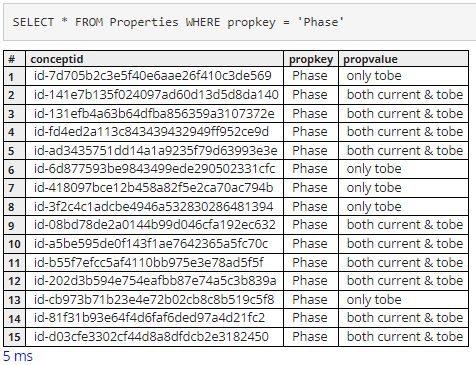 SELECT * FROM Properties WHERE propkey = 'Phase'
# conceptid propkey propvalue
1 id-7d705b2c3e5f40e6aae26f410c3de569 Phase only tobe
2 id-141e7b135f024097ad60d13d5d8da140 Phase both current & tobe
3 id-131efb4a63b64dfba856359a3107372e Phase both current & tobe
4 id-fd4ed2a113c843439432949ff952ce9d Phase both current & tobe
5 id-ad3435751dd14a1a9235f79d63993e3e Phase both current & tobe
6 id-6d877593be9843499ede290502331cfc Phase only tobe
7 id-418097bce12b458a82f5e2ca70ac794b Phase only tobe
8 id-3f2c4c1adcbe4946a532830286481394 Phase only tobe
9 id-08bd78de2a0144b99d046cfa192ec632 Phase both current & tobe
10 id-a5be595de0f143f1ae7642365a5fc70c Phase both current & tobe
11 id-b55f7efcc5af4110bb975e3e78ad5f5f Phase both current & tobe
12 id-202d3b594e754eafbb87e74a5c3b839a Phase both current & tobe
13 id-cb973b71b23e4e72b02cb8c8b519c5f8 Phase only tobe
14 id-81f31b93e64f4d6faf6ded97a4d21fc2 Phase both current & tobe
15 id-d03cfe3302cf44d8a8dfdcb2e3182450 Phase both current & tobe
5 ms